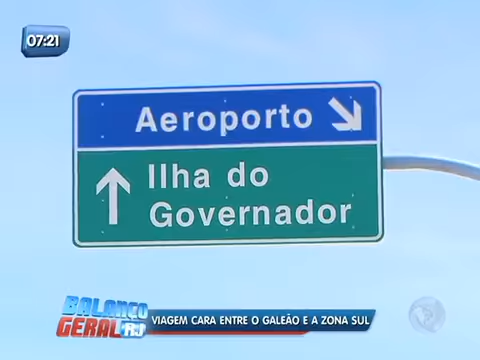 07:21
Aeroporto
Ilha do
Governador
BALANÇO
GERAL RJ
VIAGEM CARA ENTRE O GALEÃO E A ZONA SUL